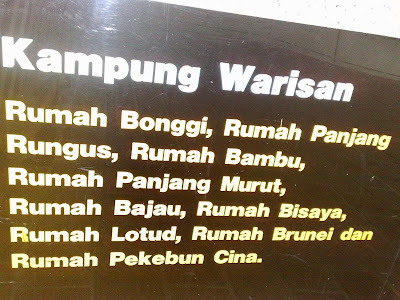 Kampung Warisan
Rumah Bonggi, Rumah Panjang
Rungus, Rumah Bambu,
Rumah Panjang Murut,
Rumah Bajau, Rumah Bisaya,
Rumah Lotud, Rumah Brunei dan
Rumah Pekebun Cina.